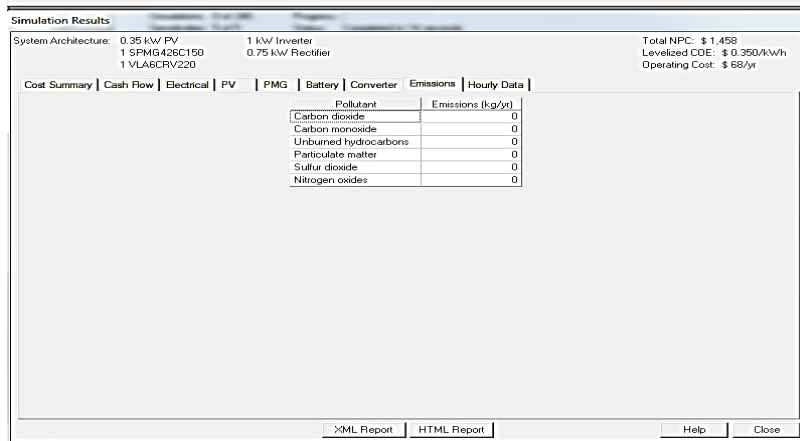 Simulation Results
System Architecture: 0.35 kW PV 1 kW Inverter Total NPC: $ 1,458
1 SPMG426C150 0.75 kW Rectifier Levelized COE: $ 0.350/kWh
1 VLA6CRV220 Operating Cost: $ 68/yr
Cost Summary Cash Flow Electrical PV PMG Battery Converter Emissions Hourly Data
Pollutant Emissions (kg/yr)
Carbon dioxide 0
Carbon monoxide 0
Unburned hydrocarbons 0
Particulate matter 0
Sulfur dioxide 0
Nitrogen oxides 0
XML Report HTML Report Help Close